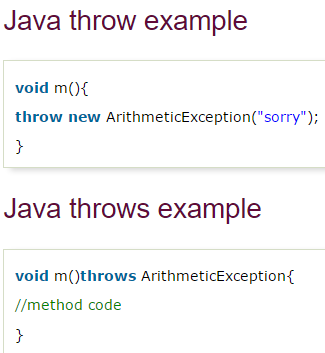 Java throw example
void m(){
throw new ArithmeticException("sorry");
}
Java throws example
void m()throws ArithmeticException{
//method code
}